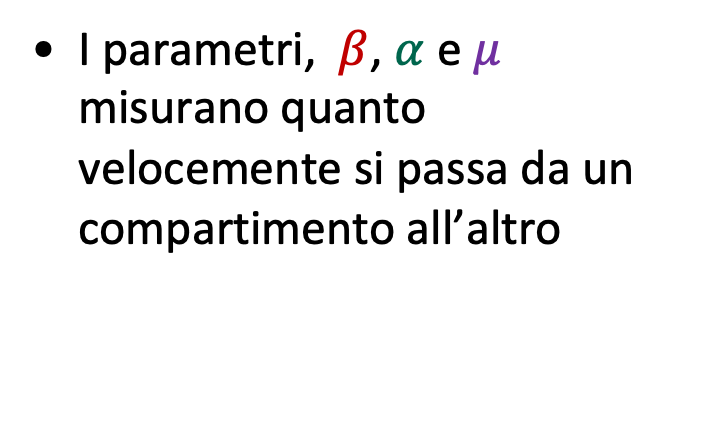 • I parametri, β, α e μ
misurano quanto
velocemente si passa da un
compartimento all’altro